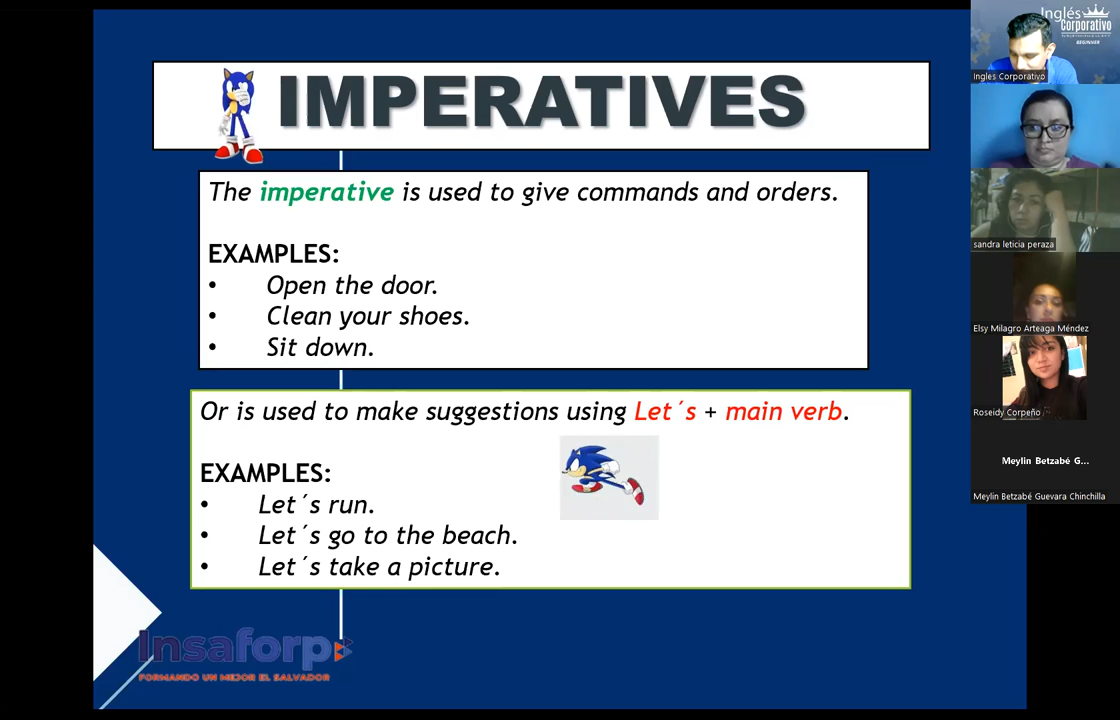 IMPERATIVES
The imperative is used to give commands and orders.
EXAMPLES:
• Open the door.
• Clean your shoes.
• Sit down.
Or is used to make suggestions using Let´s + main verb.
EXAMPLES:
• Let´s run.
• Let´s go to the beach.
• Let´s take a picture.
Insaforp
FORMANDO UN MEJOR EL SALVADOR
Inglés
Corporativo
BEGINNER
Ingles Corporativo
sandra leticia peraza
Elsy Milagro Arteaga Méndez
Roseidy Corpeño
Meylin Betzabé G...
Meylin Betzabé Guevara Chinchilla